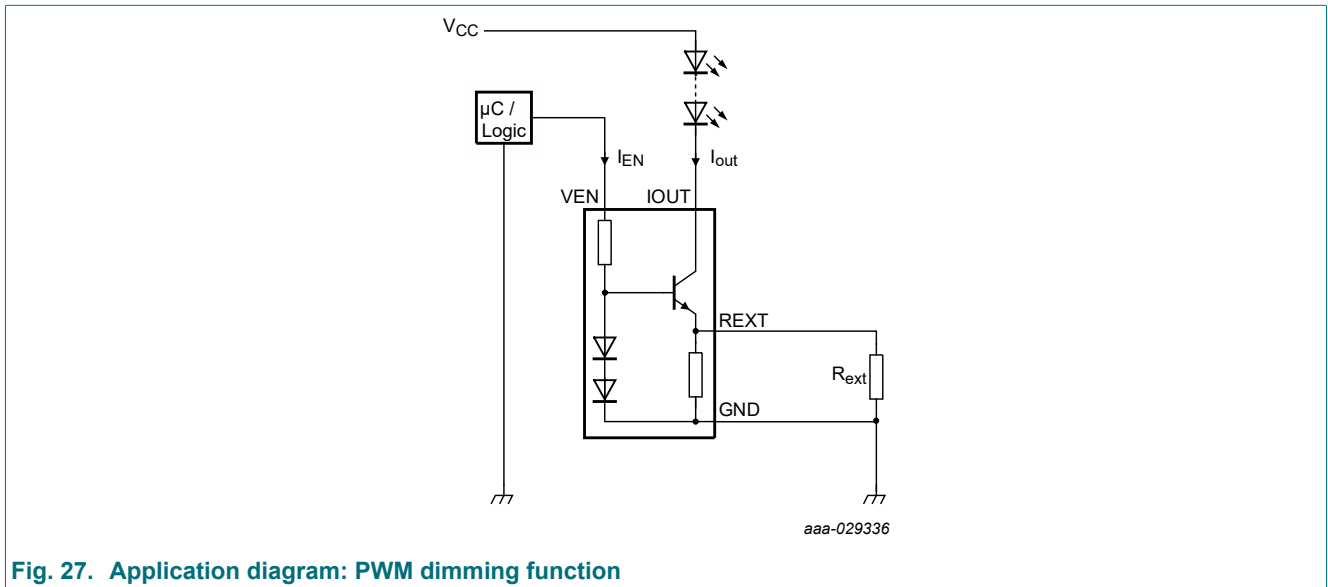 VCC
µC /
Logic
IEN
Iout
VEN
IOUT
REXT
Rext
GND
aaa-029336
Fig. 27. Application diagram: PWM dimming function